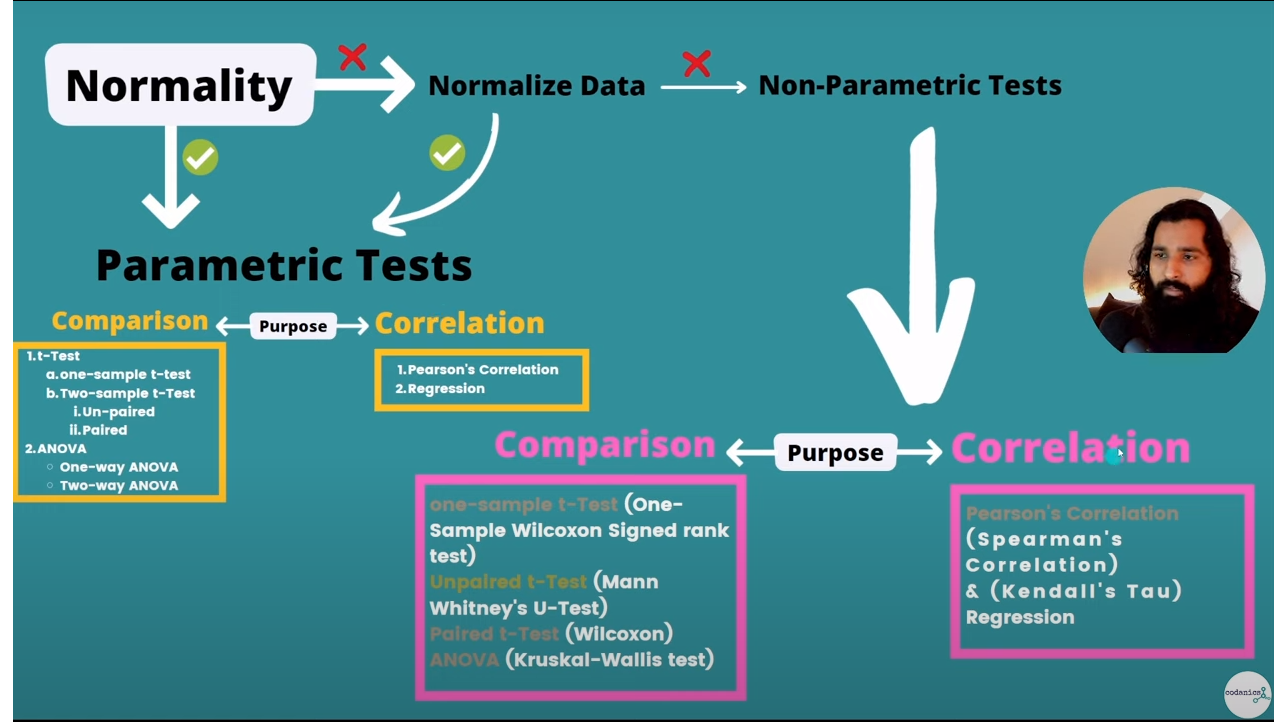 Normality
Normalize Data
Non-Parametric Tests
Parametric Tests
Comparison
Purpose
Correlation
1.t-Test
a.one-sample t-test
b.Two-sample t-Test
i.Un-paired
ii.Paired
2.ANOVA
One-way ANOVA
Two-way ANOVA
1.Pearson's Correlation
2.Regression
Comparison
Purpose
Correlation
one-sample t-Test (One-
Sample Wilcoxon Signed rank
test)
Unpaired t-Test (Mann
Whitney's U-Test)
Paired t-Test (Wilcoxon)
ANOVA (Kruskal-Wallis test)
Pearson's Correlation
(Spearman's
Correlation)
& (Kendall's Tau)
Regression
codanics